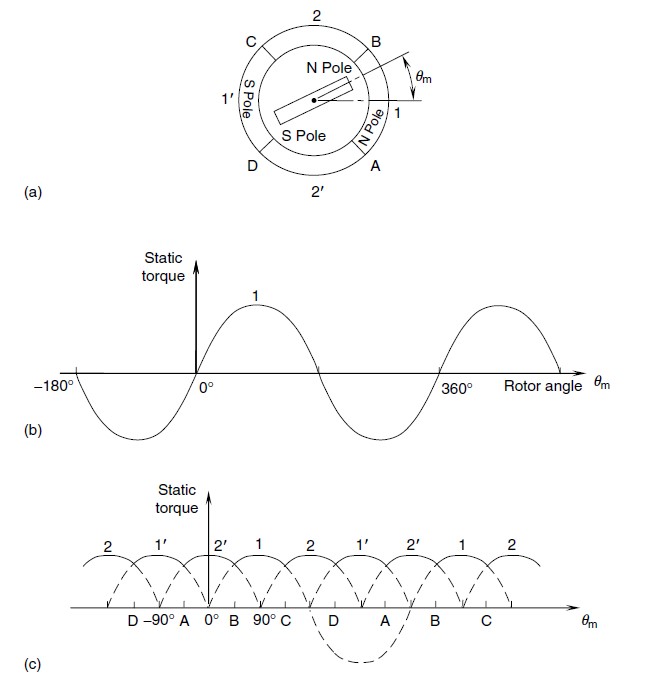 2
C
B
N Pole
θm
1′
S Pole
1
N Pole
S Pole
D
A
2′
(a)
Static
torque
1
−180°
0°
360°
Rotor angle θm
(b)
Static
torque
2 1′ 2′ 1 2 1′ 2′ 1 2
D −90° A 0° B 90° C D A B C θm
(c)